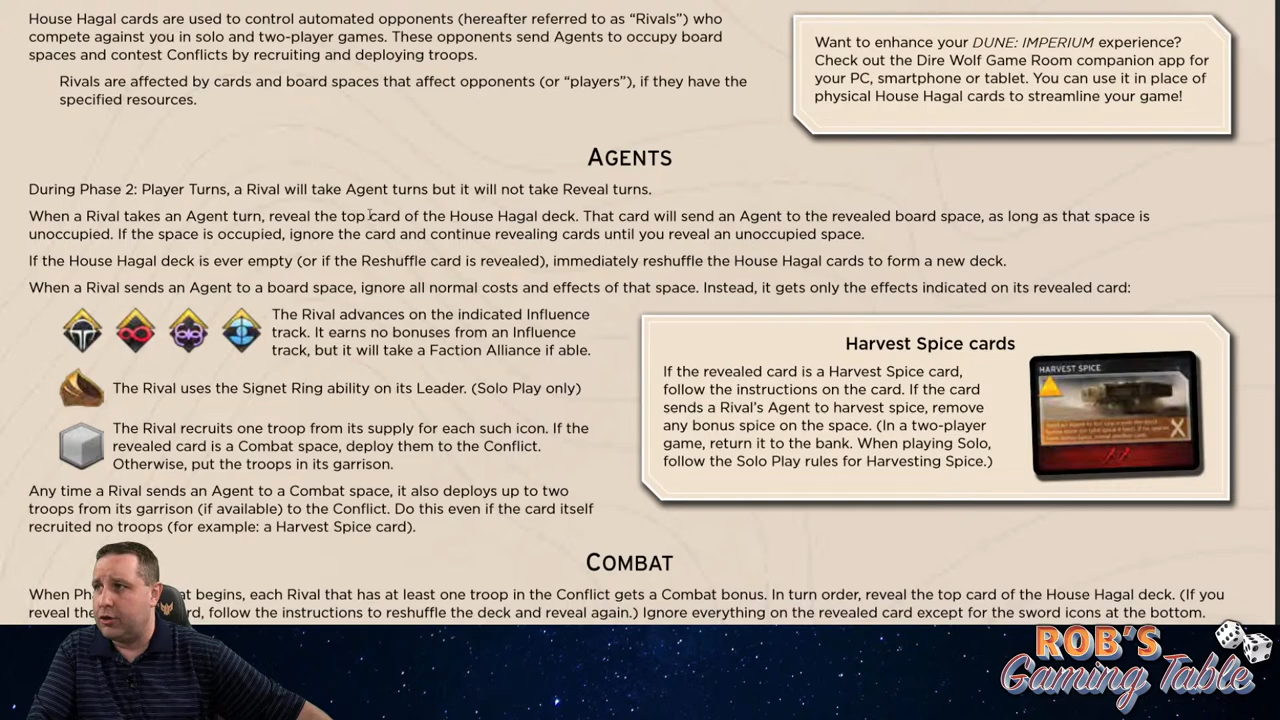 House Hagal cards are used to control automated opponents (hereafter referred to as “Rivals”) who
compete against you in solo and two-player games. These opponents send Agents to occupy board
spaces and contest Conflicts by recruiting and deploying troops.
Rivals are affected by cards and board spaces that affect opponents (or “players”), if they have the
specified resources.
Want to enhance your DUNE: IMPERIUM experience?
Check out the Dire Wolf Game Room companion app for
your PC, smartphone or tablet. You can use it in place of
physical House Hagal cards to streamline your game!
AGENTS
During Phase 2: Player Turns, a Rival will take Agent turns but it will not take Reveal turns.
When a Rival takes an Agent turn, reveal the top card of the House Hagal deck. That card will send an Agent to the revealed board space, as long as that space is
unoccupied. If the space is occupied, ignore the card and continue revealing cards until you reveal an unoccupied space.
If the House Hagal deck is ever empty (or if the Reshuffle card is revealed), immediately reshuffle the House Hagal cards to form a new deck.
When a Rival sends an Agent to a board space, ignore all normal costs and effects of that space. Instead, it gets only the effects indicated on its revealed card:
The Rival advances on the indicated Influence
track. It earns no bonuses from an Influence
track, but it will take a Faction Alliance if able.
The Rival uses the Signet Ring ability on its Leader. (Solo Play only)
The Rival recruits one troop from its supply for each such icon. If the
revealed card is a Combat space, deploy them to the Conflict.
Otherwise, put the troops in its garrison.
Any time a Rival sends an Agent to a Combat space, it also deploys up to two
troops from its garrison (if available) to the Conflict. Do this even if the card itself
recruited no troops (for example: a Harvest Spice card).
Harvest Spice cards
If the revealed card is a Harvest Spice card,
follow the instructions on the card. If the card
sends a Rival’s Agent to harvest spice, remove
any bonus spice on the space. (In a two-player
game, return it to the bank. When playing Solo,
follow the Solo Play rules for Harvesting Spice.)
HARVEST SPICE
COMBAT
When Ph at begins, each Rival that has at least one troop in the Conflict gets a Combat bonus. In turn order, reveal the top card of the House Hagal deck. (If you
reveal the rd, follow the instructions to reshuffle the deck and reveal again.) Ignore everything on the revealed card except for the sword icons at the bottom.
ROB'S
Gaming Table